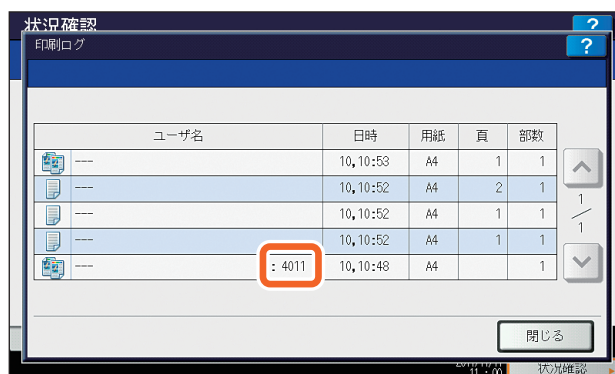 状況確認 ?
印刷ログ ?
ユーザ名 日時 用紙 頁 部数
--- 10,10:53 A4 1 1
--- 10,10:52 A4 2 1
--- 10,10:52 A4 1 1
--- 10,10:52 A4 1 1
--- : 4011 10,10:48 A4 1
1
1
閉じる
11 : 00 状況確認